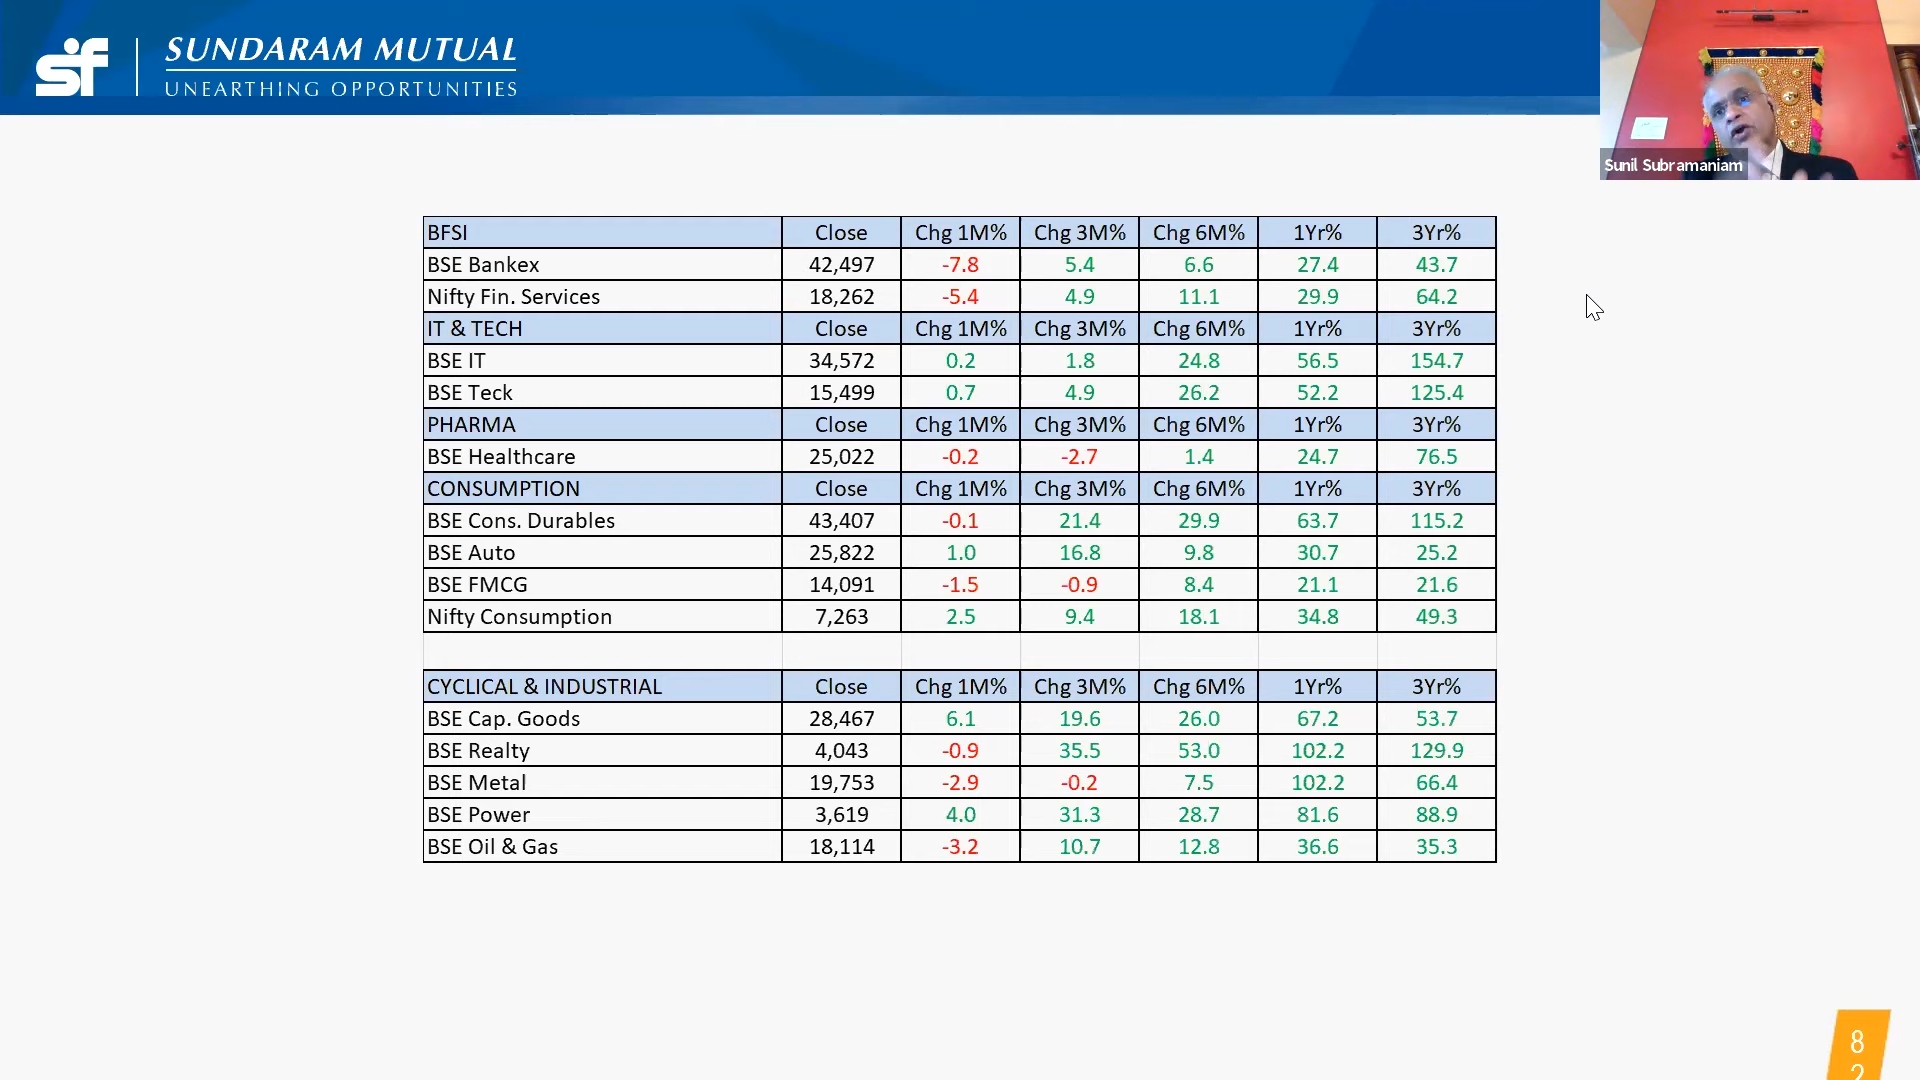 SUNDARAM MUTUAL
UNEARTHING OPPORTUNITIES
Sunil Subramaniam
BFSI Close Chg 1M% Chg 3M% Chg 6M% 1Yr% 3Yr%
BSE Bankex 42,497 -7.8 5.4 6.6 27.4 43.7
Nifty Fin. Services 18,262 -5.4 4.9 11.1 29.9 64.2
IT & TECH Close Chg 1M% Chg 3M% Chg 6M% 1Yr% 3Yr%
BSE IT 34,572 0.2 1.8 24.8 56.5 154.7
BSE Teck 15,499 0.7 4.9 26.2 52.2 125.4
PHARMA Close Chg 1M% Chg 3M% Chg 6M% 1Yr% 3Yr%
BSE Healthcare 25,022 -0.2 -2.7 1.4 24.7 76.5
CONSUMPTION Close Chg 1M% Chg 3M% Chg 6M% 1Yr% 3Yr%
BSE Cons. Durables 43,407 -0.1 21.4 29.9 63.7 115.2
BSE Auto 25,822 1.0 16.8 9.8 30.7 25.2
BSE FMCG 14,091 -1.5 -0.9 8.4 21.1 21.6
Nifty Consumption 7,263 2.5 9.4 18.1 34.8 49.3
CYCLICAL & INDUSTRIAL Close Chg 1M% Chg 3M% Chg 6M% 1Yr% 3Yr%
BSE Cap. Goods 28,467 6.1 19.6 26.0 67.2 53.7
BSE Realty 4,043 -0.9 35.5 53.0 102.2 129.9
BSE Metal 19,753 -2.9 -0.2 7.5 102.2 66.4
BSE Power 3,619 4.0 31.3 28.7 81.6 88.9
BSE Oil & Gas 18,114 -3.2 10.7 12.8 36.6 35.3
8
2